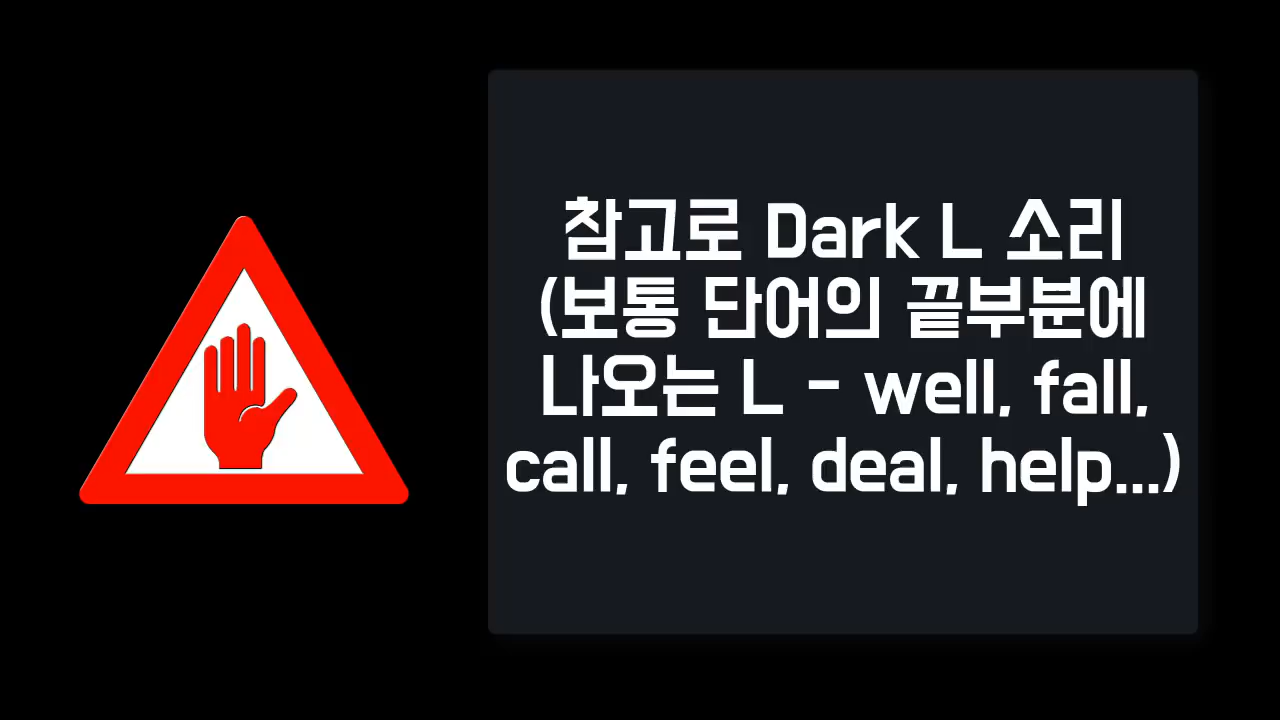 참고로 Dark L 소리
(보통 단어의 끝부분에
나오는 L - well, fall,
call, feel, deal, help...)